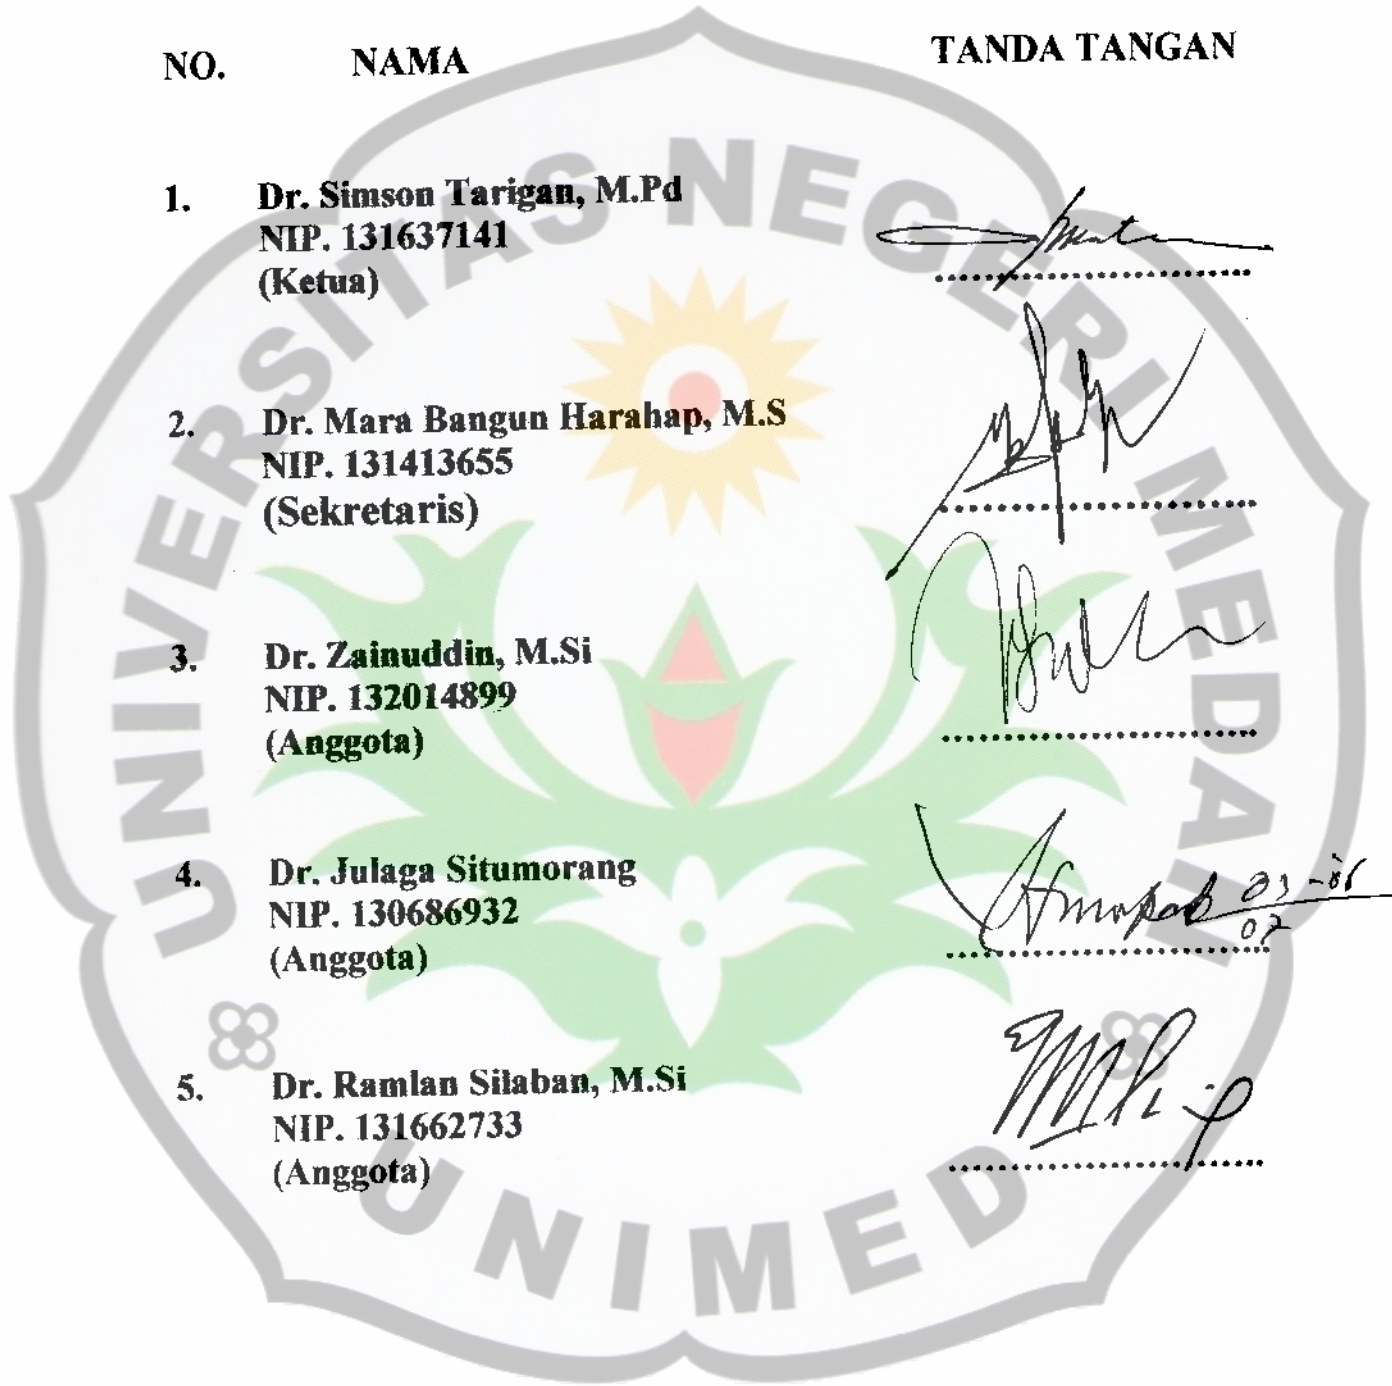 NO. NAMA TANDA TANGAN
1. Dr. Simson Tarigan, M.Pd
NIP. 131637141
(Ketua)
2. Dr. Mara Bangun Harahap, M.S
NIP. 131413655
(Sekretaris)
3. Dr. Zainuddin, M.Si
NIP. 132014899
(Anggota)
4. Dr. Julaga Situmorang
NIP. 130686932
(Anggota)
5. Dr. Ramlan Silaban, M.Si
NIP. 131662733
(Anggota)
UNIVERSITAS NEGERI MEDAN
UNIMED